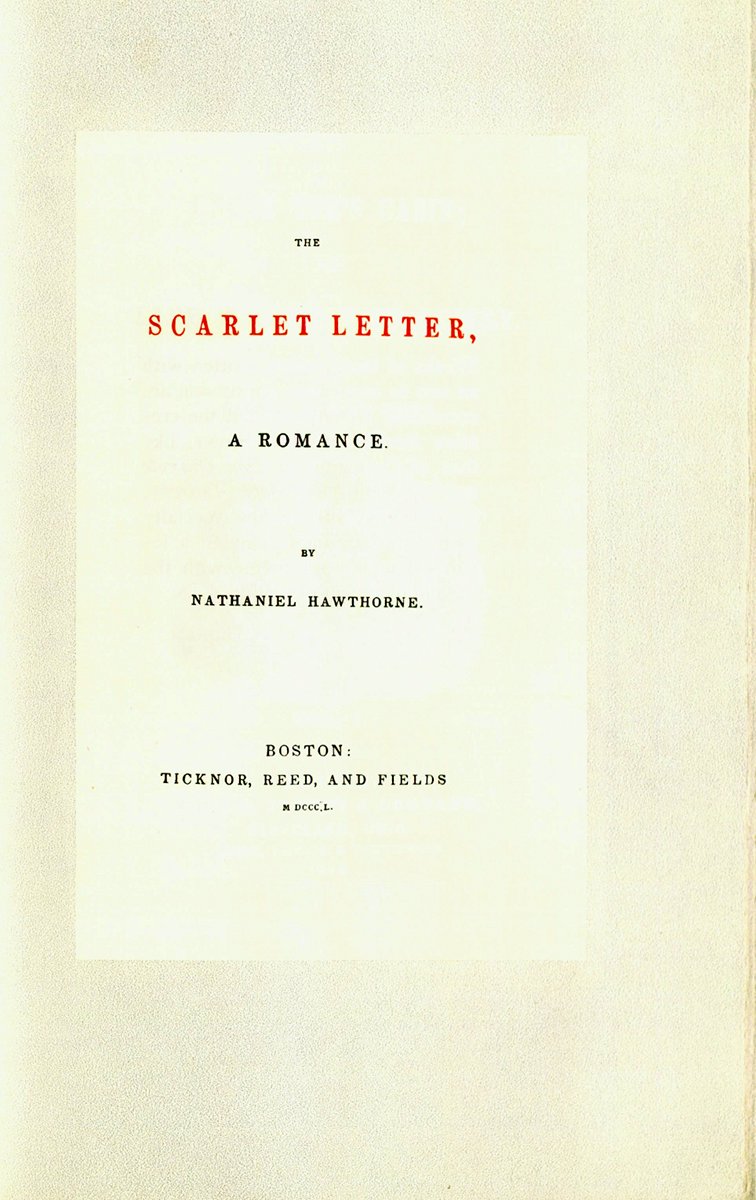 THE
SCARLET LETTER,
A ROMANCE.
BY
NATHANIEL HAWTHORNE.
BOSTON:
TICKNOR, REED, AND FIELDS
M DCCC.L.